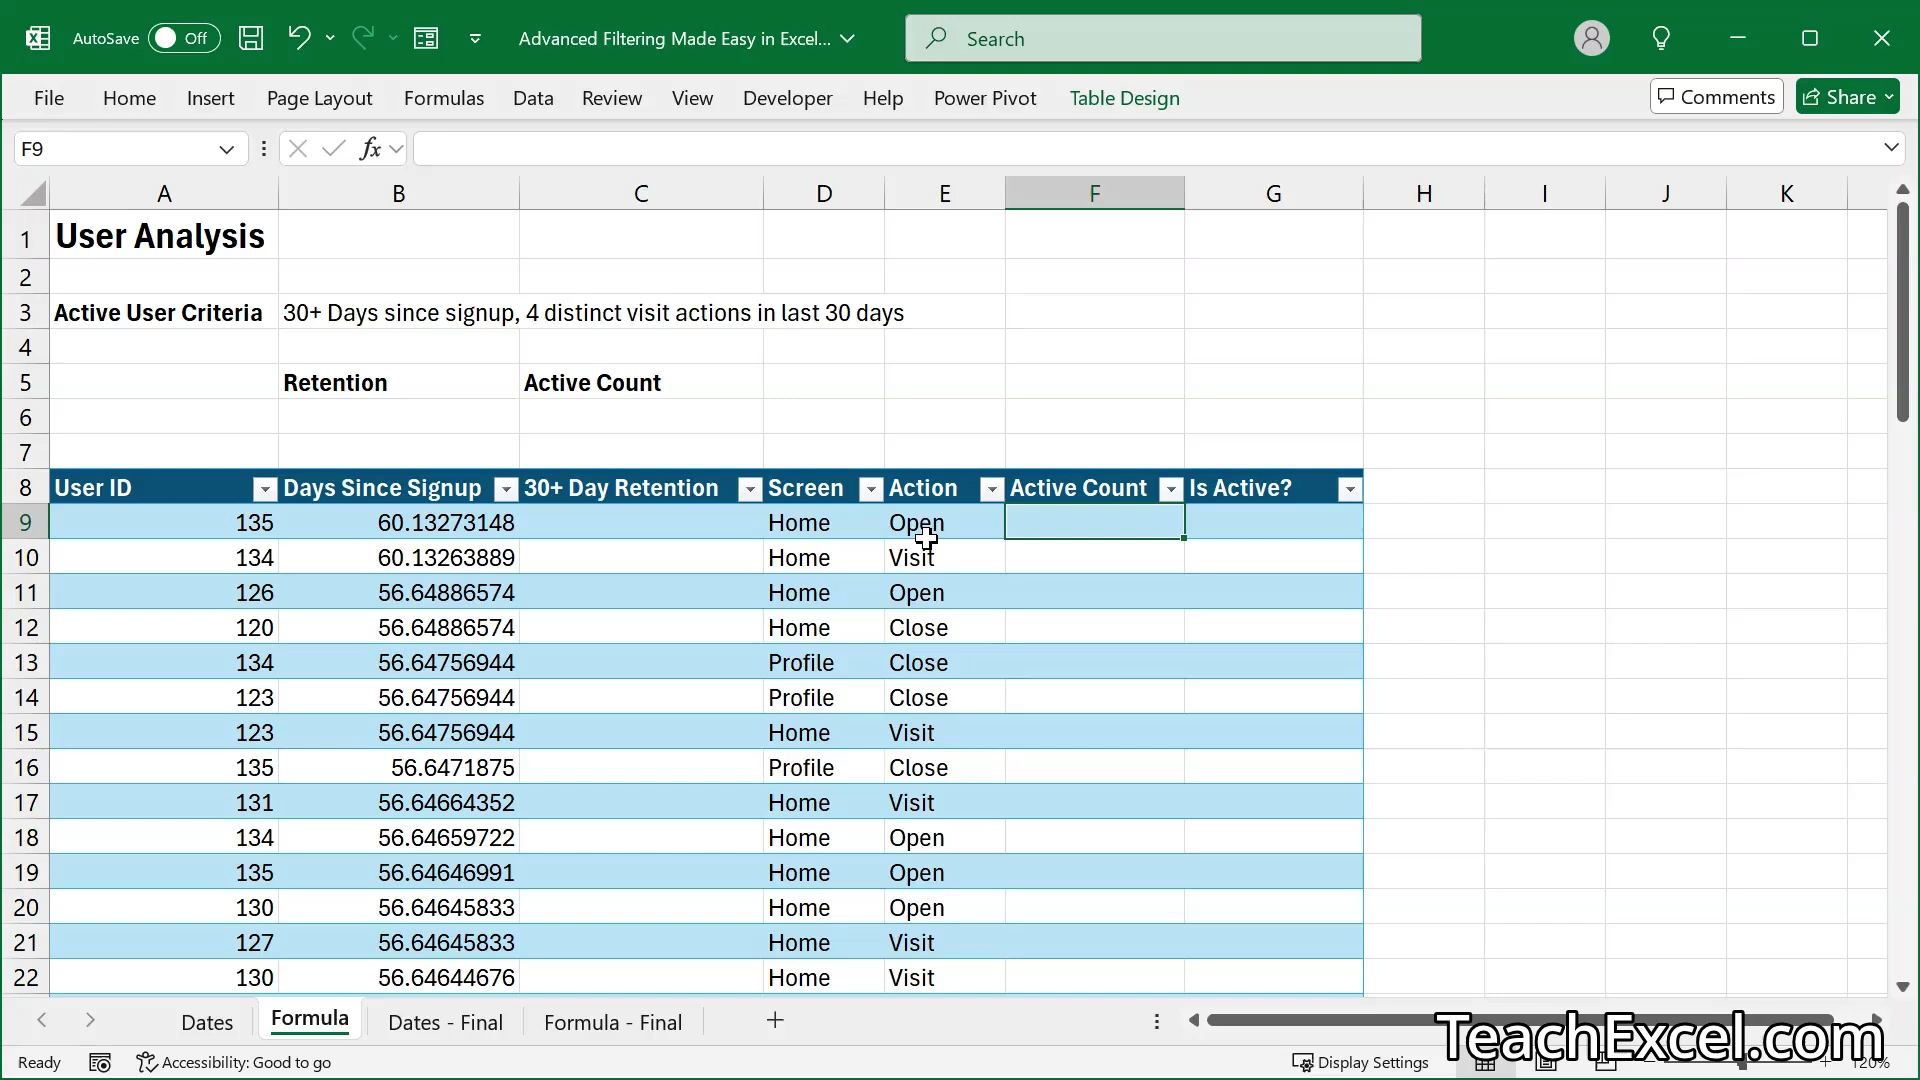 AutoSave Off Advanced Filtering Made Easy in Excel... Search
File Home Insert Page Layout Formulas Data Review View Developer Help Power Pivot Table Design Comments Share
F9 fx
A B C D E F G H I J K
1 User Analysis
2
3 Active User Criteria 30+ Days since signup, 4 distinct visit actions in last 30 days
4
5 Retention Active Count
6
7
8 User ID Days Since Signup 30+ Day Retention Screen Action Active Count Is Active?
9 135 60.13273148 Home Open
10 134 60.13263889 Home Visit
11 126 56.64886574 Home Open
12 120 56.64886574 Home Close
13 134 56.64756944 Profile Close
14 123 56.64756944 Profile Close
15 123 56.64756944 Home Visit
16 135 56.6471875 Profile Close
17 131 56.64664352 Home Visit
18 134 56.64659722 Home Open
19 135 56.64646991 Home Open
20 130 56.64645833 Home Open
21 127 56.64645833 Home Visit
22 130 56.64644676 Home Visit
Dates Formula Dates - Final Formula - Final
TeachExcel.com
Ready Accessibility: Good to go Display Settings 120%